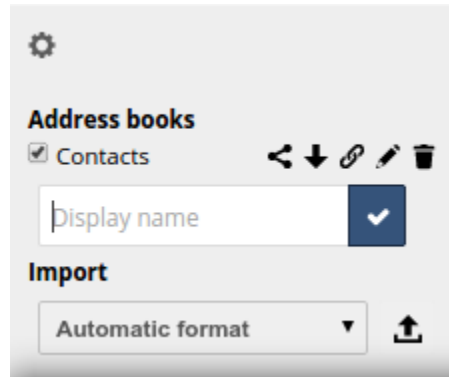 Address books
Contacts
Display name
Import
Automatic format